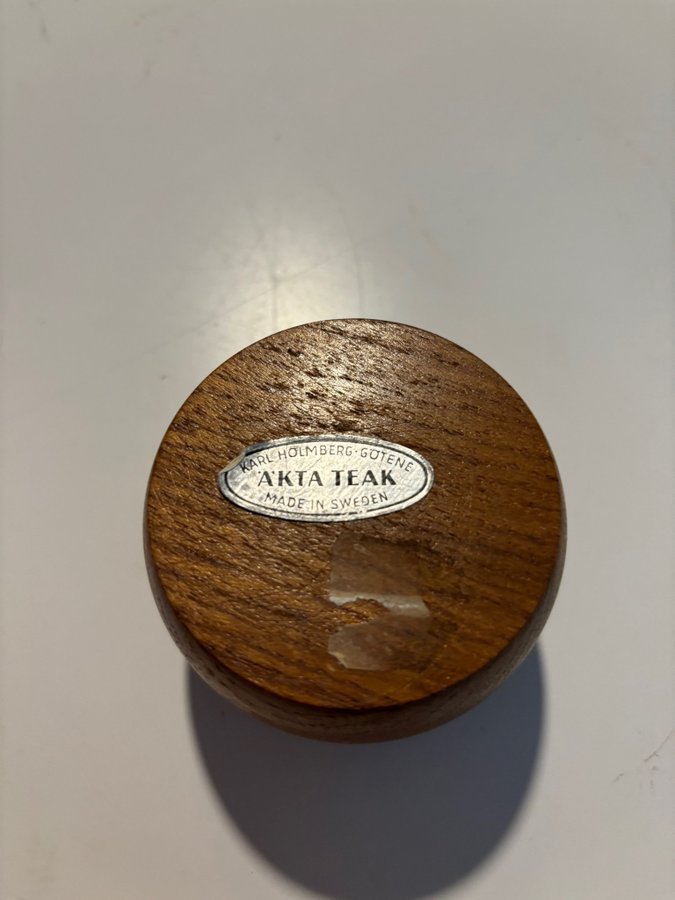 KARL HOLMBERG · GÖTENE
ÄKTA TEAK
MADE IN SWEDEN